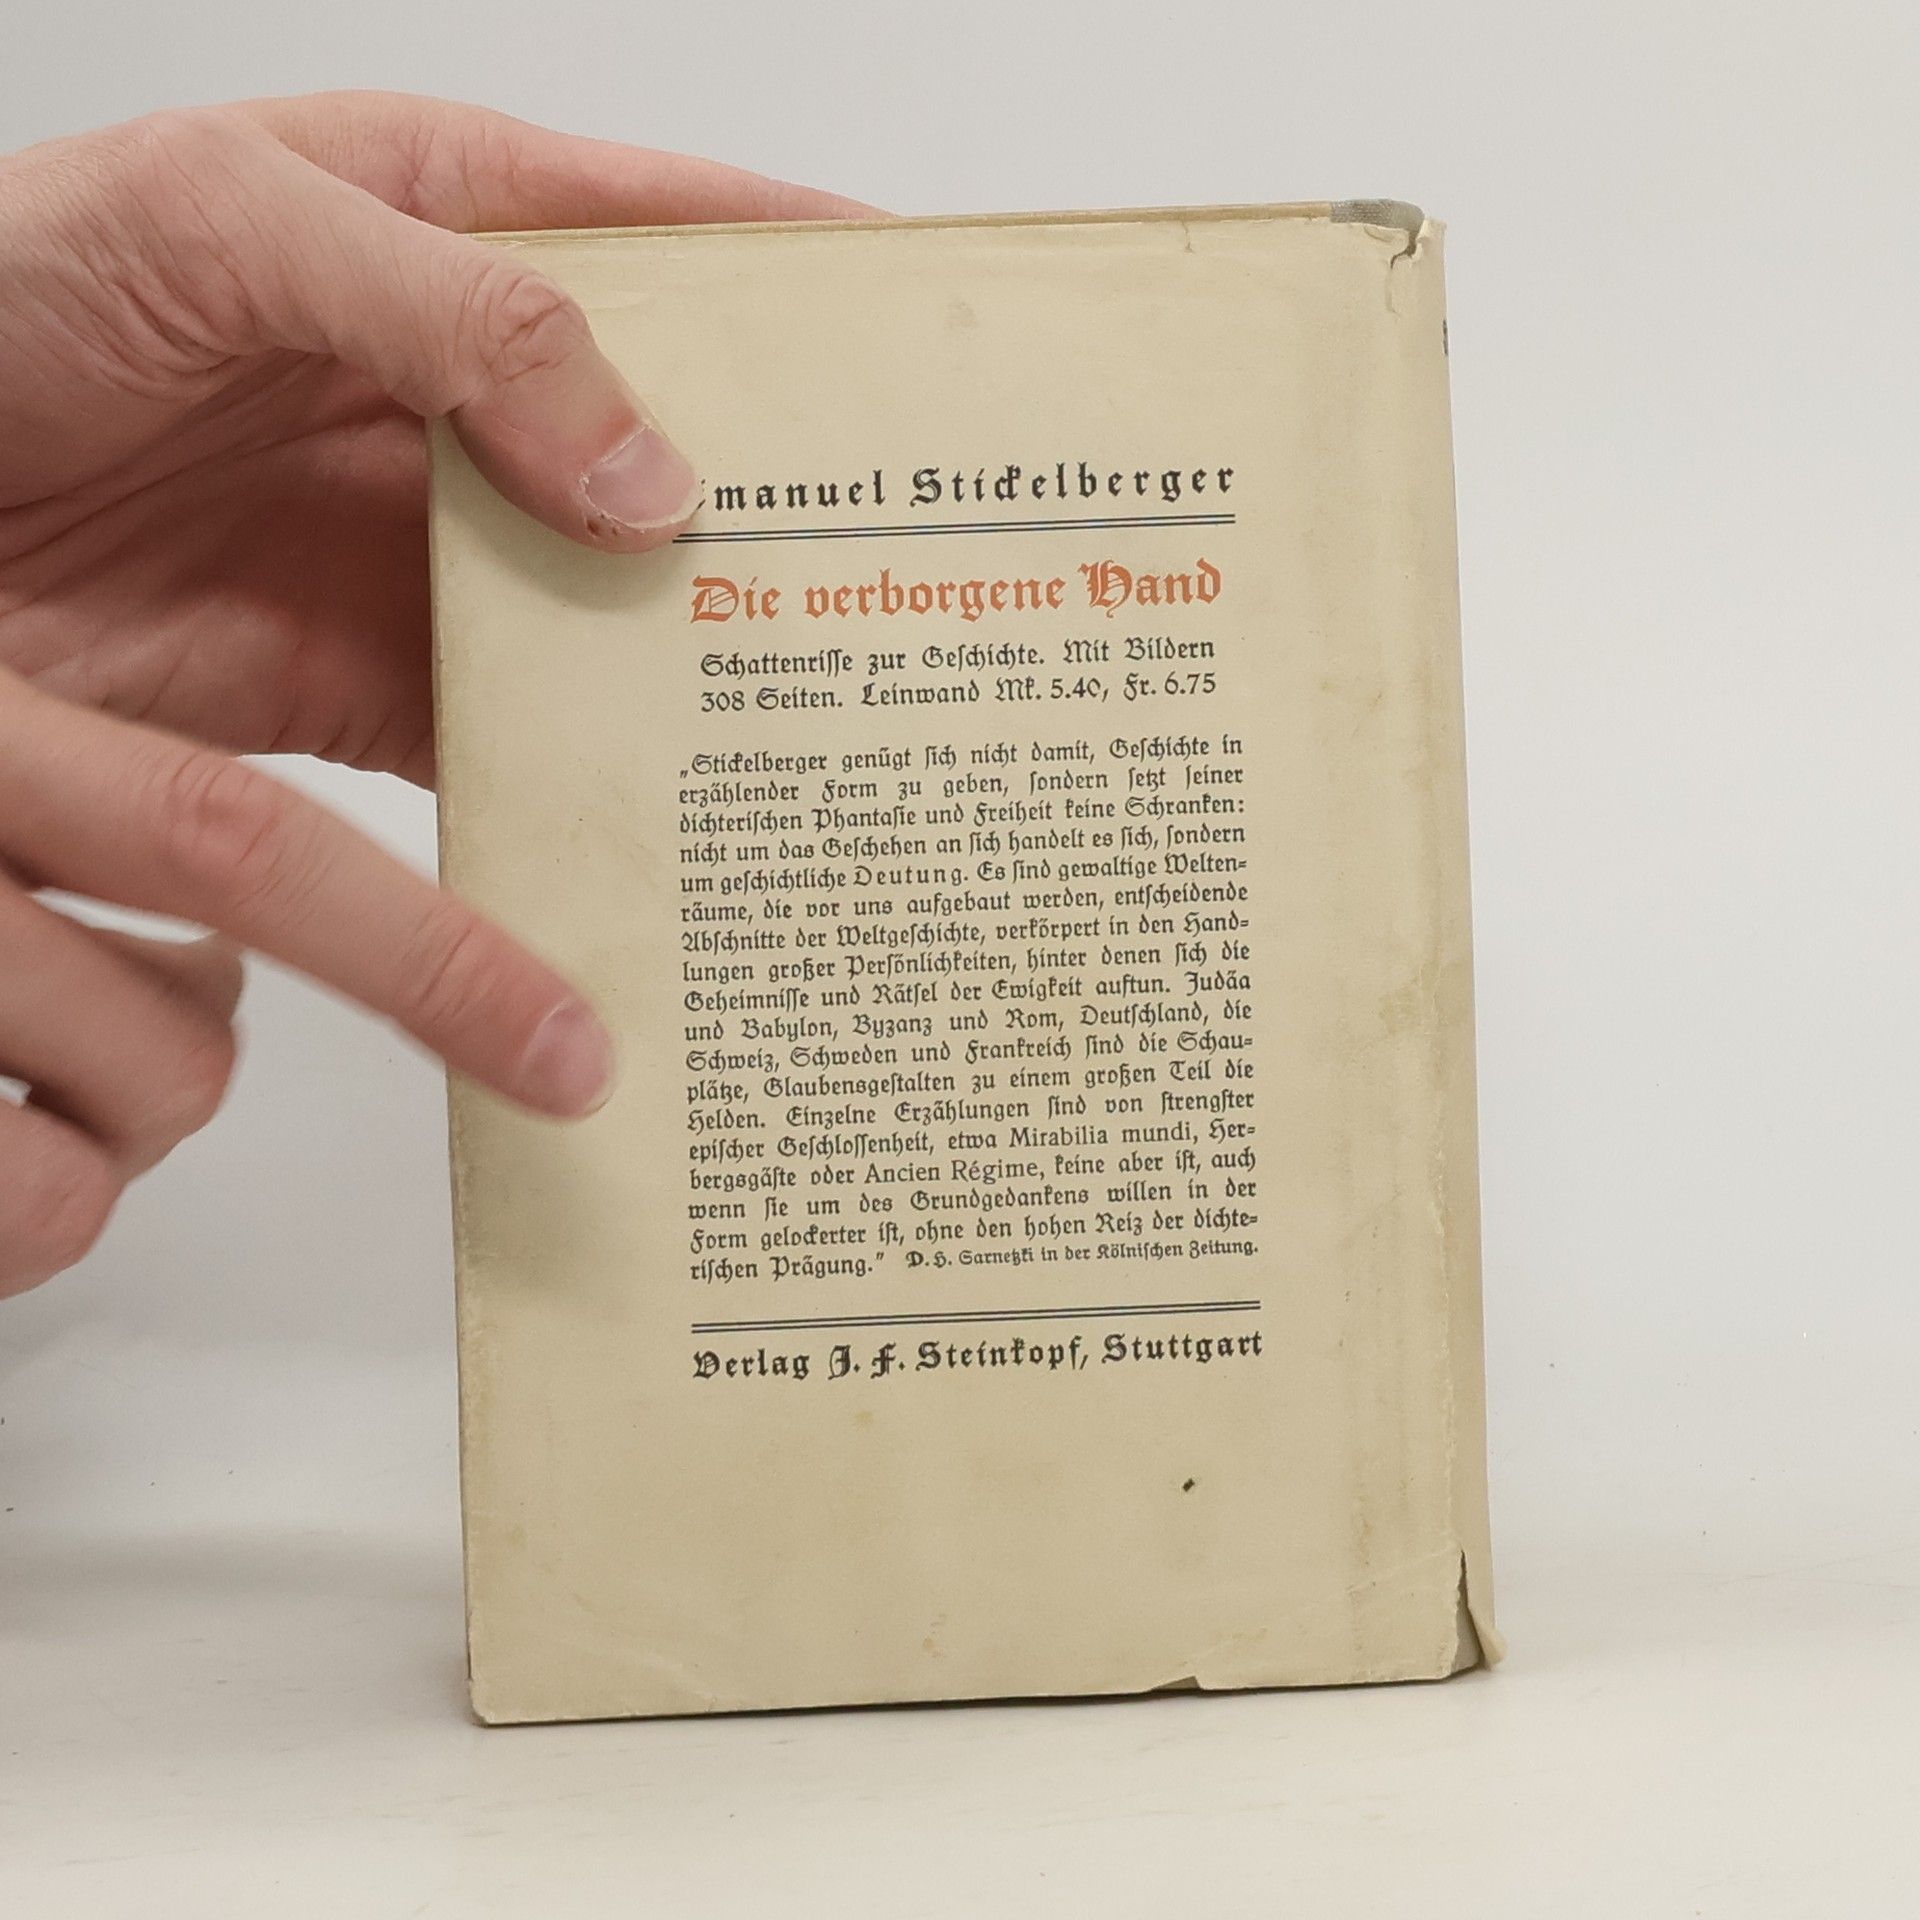 manuel Stickelberger
Die verborgene Hand
Schattenriſſe zur Geſchichte. Mit Bildern
308 Seiten. Leinwand Mk. 5.40, Fr. 6.75
„Stickelberger genügt ſich nicht damit, Geſchichte in
erzählender Form zu geben, ſondern ſetzt ſeiner
dichteriſchen Phantaſie und Freiheit keine Schranken:
nicht um das Geſchehen an ſich handelt es ſich, ſondern
um geſchichtliche Deutung. Es ſind gewaltige Welten-
räume, die vor uns aufgebaut werden, entſcheidende
Abſchnitte der Weltgeſchichte, verkörpert in den Hand-
lungen großer Perſönlichkeiten, hinter denen ſich die
Geheimniſſe und Rätſel der Ewigkeit auftun. Judäa
und Babylon, Byzanz und Rom, Deutſchland, die
Schweiz, Schweden und Frankreich ſind die Schau-
plätze, Glaubensgeſtalten zu einem großen Teil die
Helden. Einzelne Erzählungen ſind von ſtrengſter
epiſcher Geſchloſſenheit, etwa Mirabilia mundi, Her-
bergsgäſte oder Ancien Régime, keine aber iſt, auch
wenn ſie um des Grundgedankens willen in der
Form gelockerter iſt, ohne den hohen Reiz der dichte-
riſchen Prägung.” D. H. Sarnetzki in der Kölniſchen Zeitung.
Verlag J. F. Steinkopf, Stuttgart